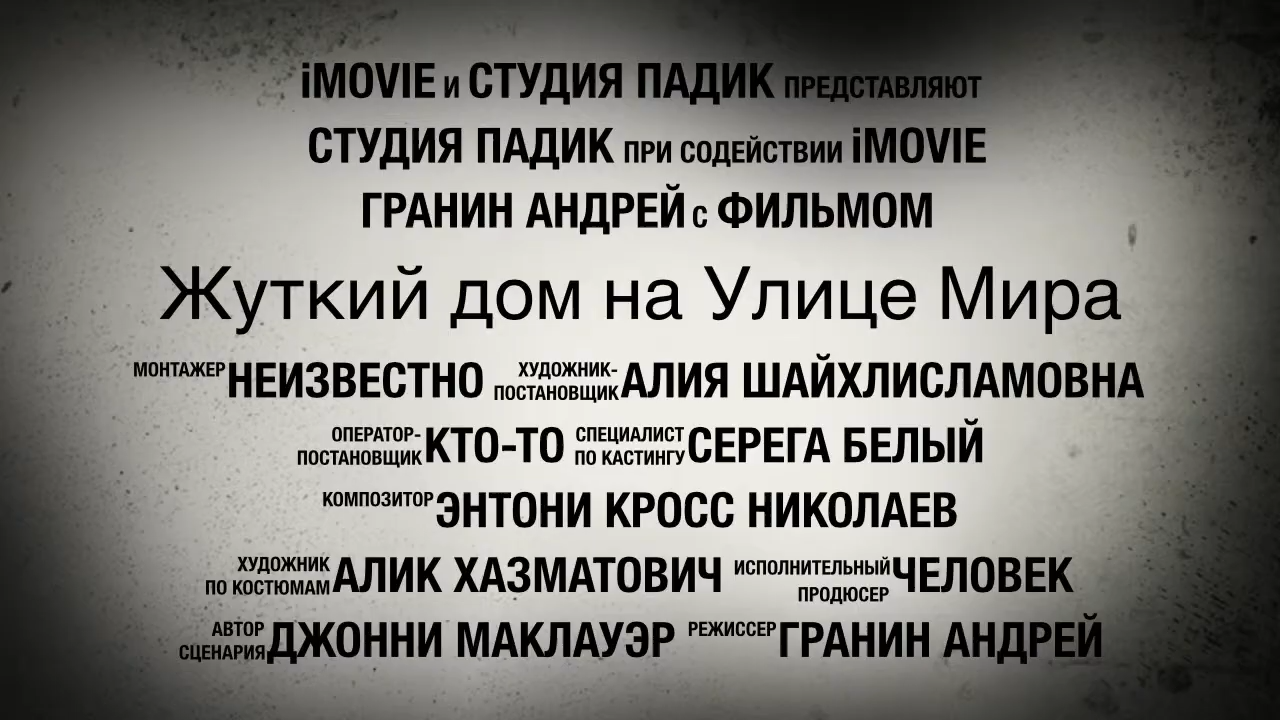 iMOVIE и СТУДИЯ ПАДИК ПРЕДСТАВЛЯЮТ
СТУДИЯ ПАДИК ПРИ СОДЕЙСТВИИ iMOVIE
ГРАНИН АНДРЕЙ С ФИЛЬМОМ
Жуткий дом на Улице Мира
МОНТАЖЕР НЕИЗВЕСТНО ХУДОЖНИК-ПОСТАНОВЩИК АЛИЯ ШАЙХЛИСЛАМОВНА
ОПЕРАТОР-ПОСТАНОВЩИК КТО-ТО СПЕЦИАЛИСТ ПО КАСТИНГУ СЕРЕГА БЕЛЫЙ
КОМПОЗИТОР ЭНТОНИ КРОСС НИКОЛАЕВ
ХУДОЖНИК ПО КОСТЮМАМ АЛИК ХАЗМАТОВИЧ ИСПОЛНИТЕЛЬНЫЙ ПРОДЮСЕР ЧЕЛОВЕК
АВТОР СЦЕНАРИЯ ДЖОННИ МАКЛАУЭР РЕЖИССЕР ГРАНИН АНДРЕЙ